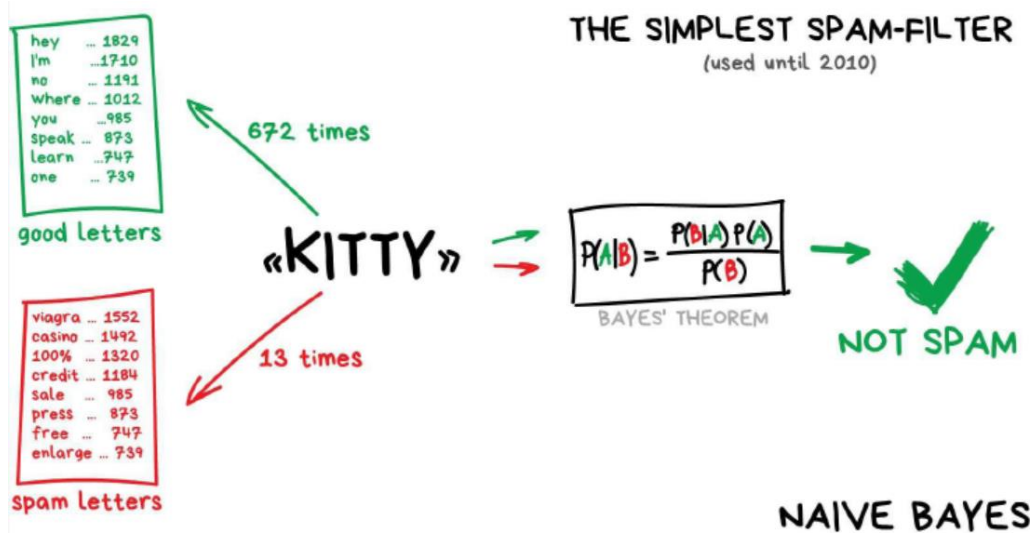 THE SIMPLEST SPAM-FILTER
(used until 2010)
hey ... 1829
I'm ...1710
no ... 1191
where ... 1012
you ...985
speak ... 873
learn ...747
one ... 739
good letters
672 times
«KITTY»
13 times
viagra ... 1552
casino ... 1492
100% ... 1320
credit ... 1184
sale ... 985
press ... 873
free ... 747
enlarge ... 739
spam letters
P(A|B) = P(B|A) P(A) / P(B)
BAYES' THEOREM
NOT SPAM
NAIVE BAYES